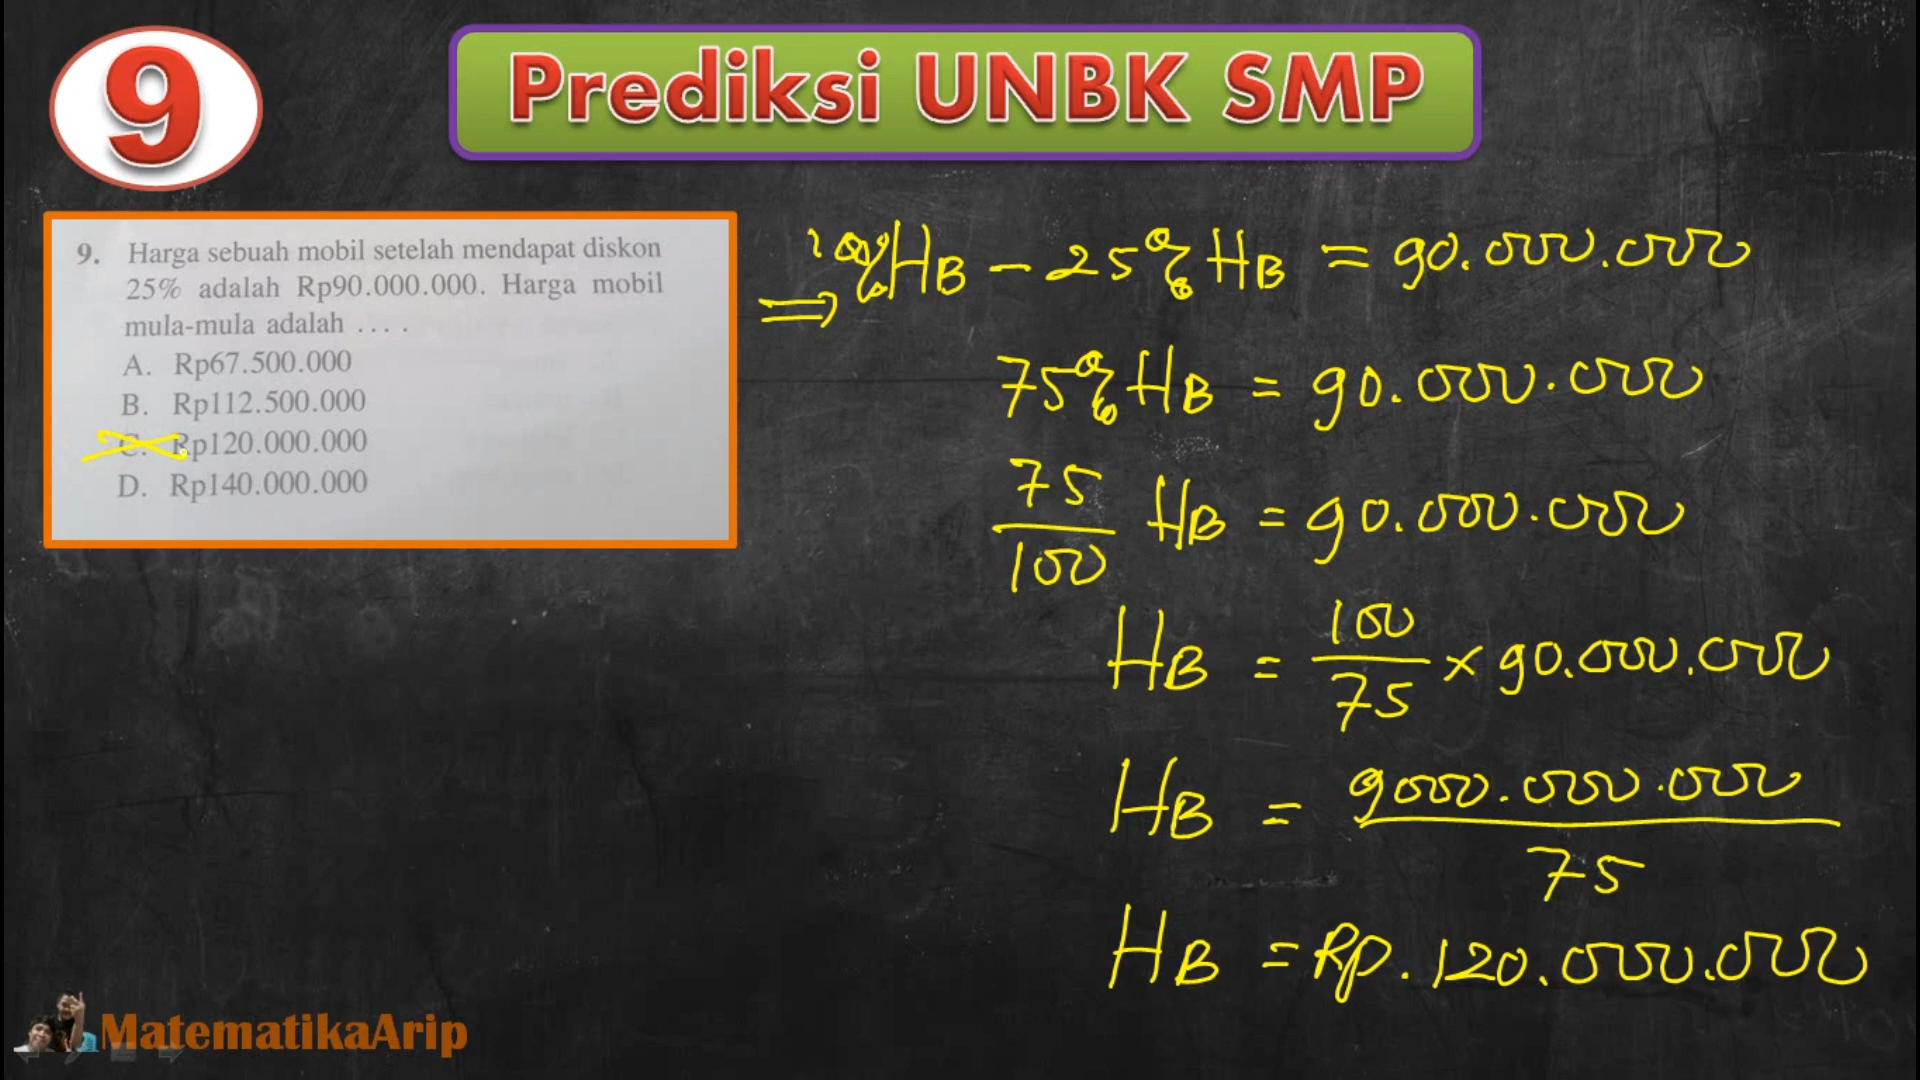 9
Prediksi UNBK SMP
9. Harga sebuah mobil setelah mendapat diskon
25% adalah Rp90.000.000. Harga mobil
mula-mula adalah ....
A. Rp67.500.000
B. Rp112.500.000
C. Rp120.000.000
D. Rp140.000.000
⇒ 100% HB - 25% HB = 90.000.000
75% HB = 90.000.000
75/100 HB = 90.000.000
HB = 100/75 × 90.000.000
HB = 9000.000.000/75
HB = Rp. 120.000.000
MatematikaArip